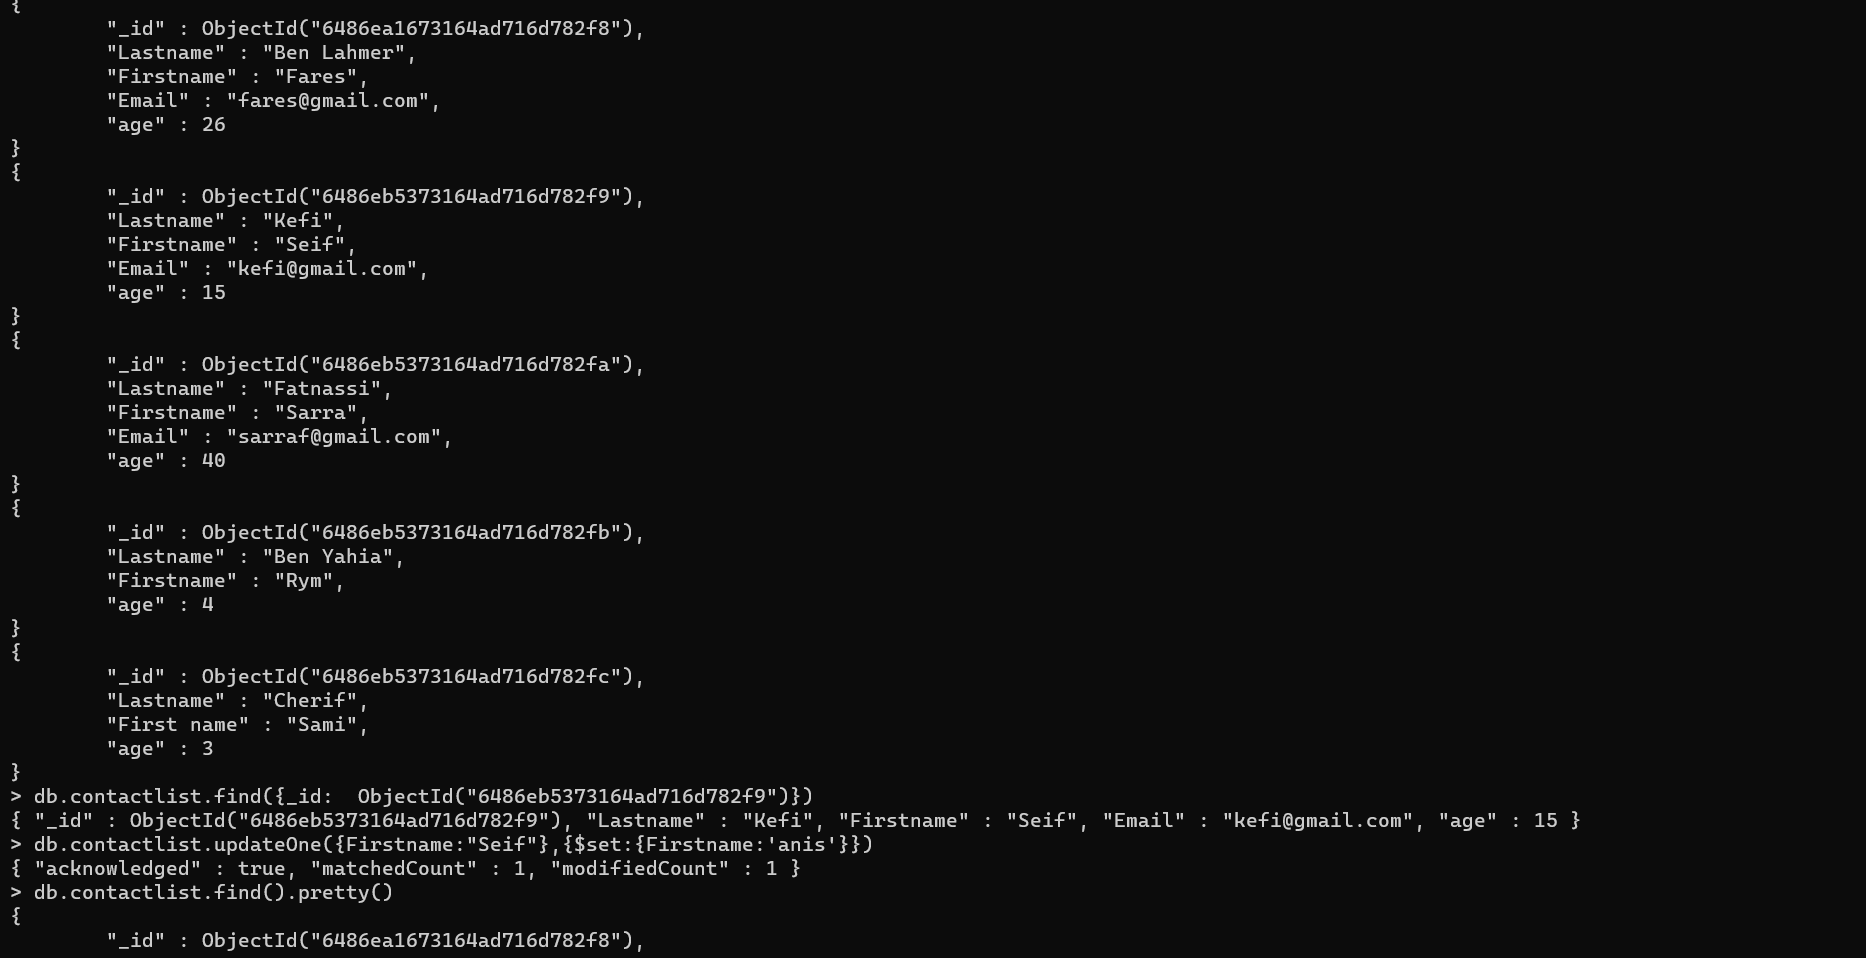 {
"_id" : ObjectId("6486ea1673164ad716d782f8"),
"Lastname" : "Ben Lahmer",
"Firstname" : "Fares",
"Email" : "fares@gmail.com",
"age" : 26
}
{
"_id" : ObjectId("6486eb5373164ad716d782f9"),
"Lastname" : "Kefi",
"Firstname" : "Seif",
"Email" : "kefi@gmail.com",
"age" : 15
}
{
"_id" : ObjectId("6486eb5373164ad716d782fa"),
"Lastname" : "Fatnassi",
"Firstname" : "Sarra",
"Email" : "sarraf@gmail.com",
"age" : 40
}
{
"_id" : ObjectId("6486eb5373164ad716d782fb"),
"Lastname" : "Ben Yahia",
"Firstname" : "Rym",
"age" : 4
}
{
"_id" : ObjectId("6486eb5373164ad716d782fc"),
"Lastname" : "Cherif",
"First name" : "Sami",
"age" : 3
}
> db.contactlist.find({_id:  ObjectId("6486eb5373164ad716d782f9")})
{ "_id" : ObjectId("6486eb5373164ad716d782f9"), "Lastname" : "Kefi", "Firstname" : "Seif", "Email" : "kefi@gmail.com", "age" : 15 }
> db.contactlist.updateOne({Firstname:"Seif"},{$set:{Firstname:'anis'}})
{ "acknowledged" : true, "matchedCount" : 1, "modifiedCount" : 1 }
> db.contactlist.find().pretty()
{
"_id" : ObjectId("6486ea1673164ad716d782f8"),